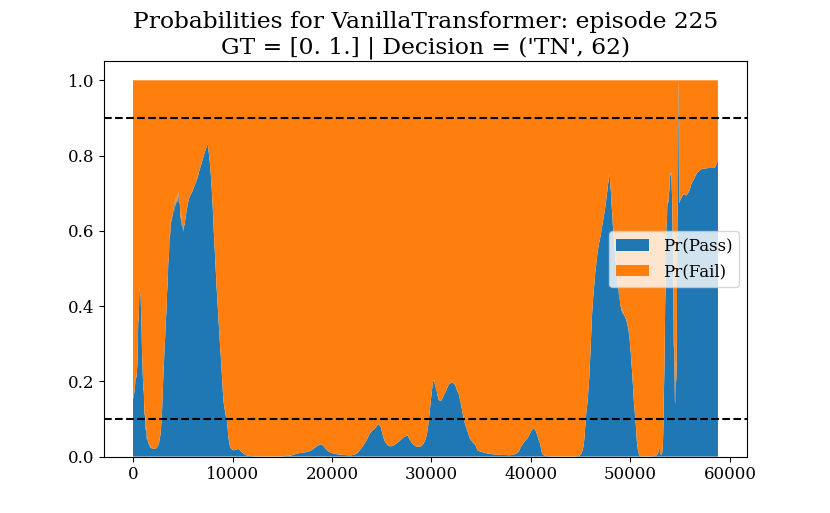 Probabilities for VanillaTransformer: episode 225
GT = [0. 1.] | Decision = ('TN', 62)
1.0
0.8
0.6
0.4
0.2
0.0
Pr(Pass)
Pr(Fail)
0 10000 20000 30000 40000 50000 60000